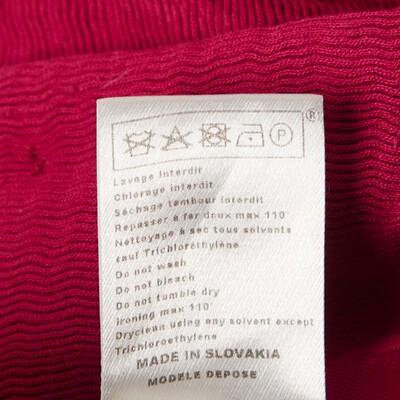 P ®
Lavage interdit
Chlorage interdit
Séchage tambour interdit
Repasser a fer doux max 110
Nettoyage a sec tous solvants
sauf Trichloroéthylène
Do not wash
Do not bleach
Do not tumble dry
ironing max 110°
Dryclean using any solvent except
Trichloroetylène
MADE IN SLOVAKIA
MODELE DEPOSE